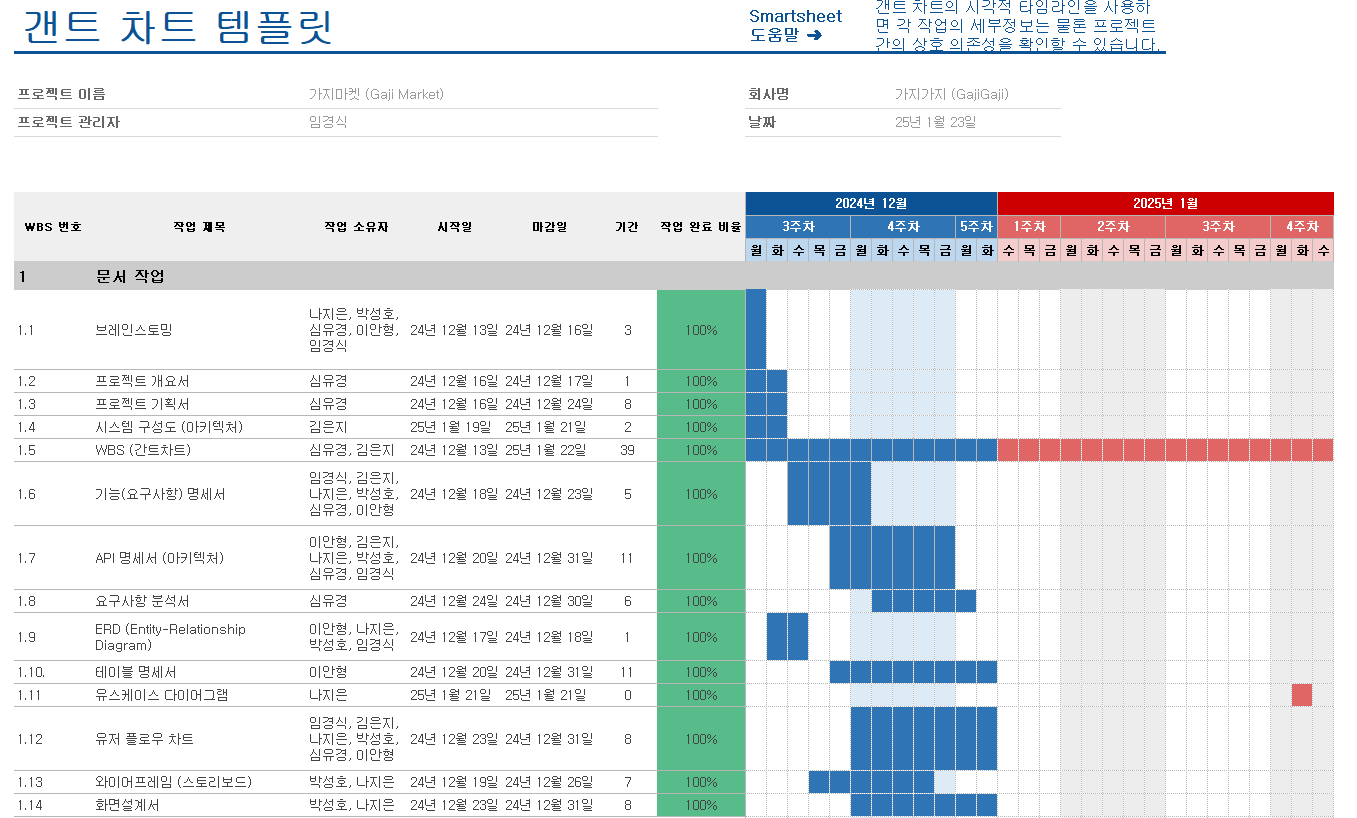 갠트 차트 템플릿
Smartsheet
도움말 ➔
갠트 차트의 시각적 타임라인을 사용하
면 각 작업의 세부정보는 물론 프로젝트
간의 상호 의존성을 확인할 수 있습니다.
프로젝트 이름 가지마켓 (Gaji Market) 회사명 가지가지 (GajiGaji)
프로젝트 관리자 임경식 날짜 25년 1월 23일
2024년 12월 2025년 1월
WBS 번호 작업 제목 작업 소유자 시작일 마감일 기간 작업 완료 비율
3주차 4주차 5주차 1주차 2주차 3주차 4주차
월 화 수 목 금 월 화 수 목 금 월 화 수 목 금 월 화 수 목 금 월 화 수 목 금 월 화 수
1 문서 작업
1.1 브레인스토밍 나지은, 박성호,
심유경, 이안형,
임경식 24년 12월 13일 24년 12월 16일 3 100%
1.2 프로젝트 개요서 심유경 24년 12월 16일 24년 12월 17일 1 100%
1.3 프로젝트 기획서 심유경 24년 12월 16일 24년 12월 24일 8 100%
1.4 시스템 구성도 (아키텍처) 김은지 25년 1월 19일 25년 1월 21일 2 100%
1.5 WBS (간트차트) 심유경, 김은지 24년 12월 13일 25년 1월 22일 39 100%
1.6 기능(요구사항) 명세서 임경식, 김은지,
나지은, 박성호,
심유경, 이안형 24년 12월 18일 24년 12월 23일 5 100%
1.7 API 명세서 (아키텍처) 이안형, 김은지,
나지은, 박성호,
심유경, 임경식 24년 12월 20일 24년 12월 31일 11 100%
1.8 요구사항 분석서 심유경 24년 12월 24일 24년 12월 30일 6 100%
1.9 ERD (Entity-Relationship
Diagram) 이안형, 나지은,
박성호, 임경식 24년 12월 17일 24년 12월 18일 1 100%
1.10. 테이블 명세서 이안형 24년 12월 20일 24년 12월 31일 11 100%
1.11 유스케이스 다이어그램 나지은 25년 1월 21일 25년 1월 21일 0 100%
1.12 유저 플로우 차트 임경식, 김은지,
나지은, 박성호,
심유경, 이안형 24년 12월 23일 24년 12월 31일 8 100%
1.13 와이어프레임 (스토리보드) 박성호, 나지은 24년 12월 19일 24년 12월 26일 7 100%
1.14 화면설계서 박성호, 나지은 24년 12월 23일 24년 12월 31일 8 100%